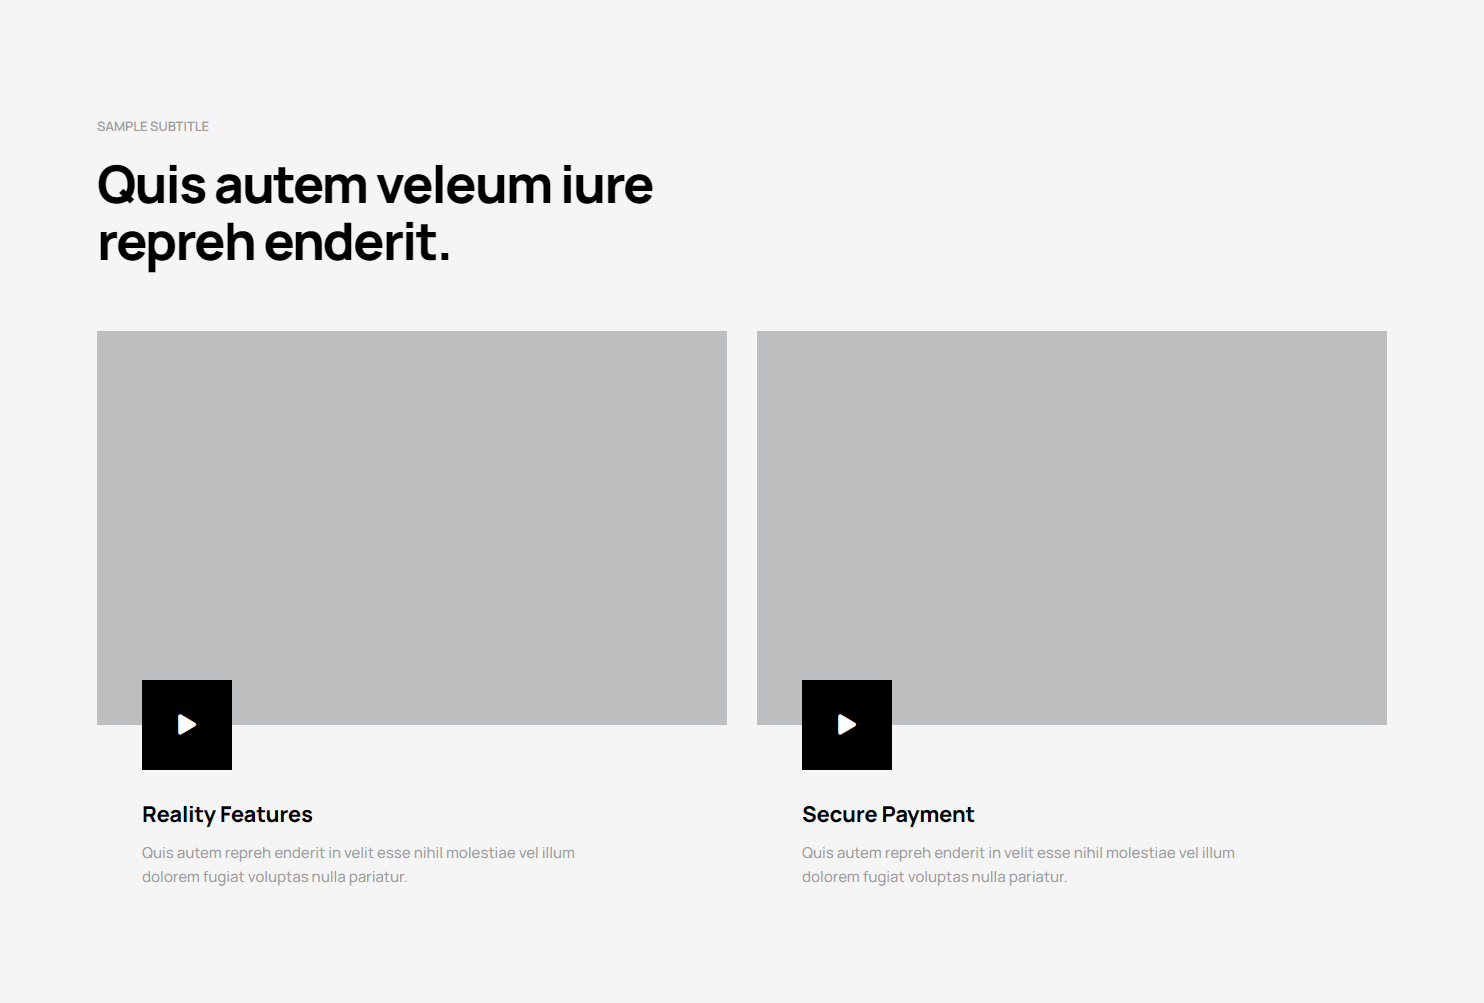 SAMPLE SUBTITLE
Quis autem veleum iure
repreh enderit.
Reality Features
Quis autem repreh enderit in velit esse nihil molestiae vel illum
dolorem fugiat voluptas nulla pariatur.
Secure Payment
Quis autem repreh enderit in velit esse nihil molestiae vel illum
dolorem fugiat voluptas nulla pariatur.